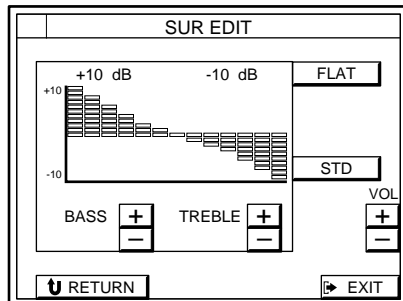 SUR EDIT
+10 dB -10 dB FLAT
+10
-10
STD
VOL
BASS + TREBLE + +
− − −
RETURN EXIT